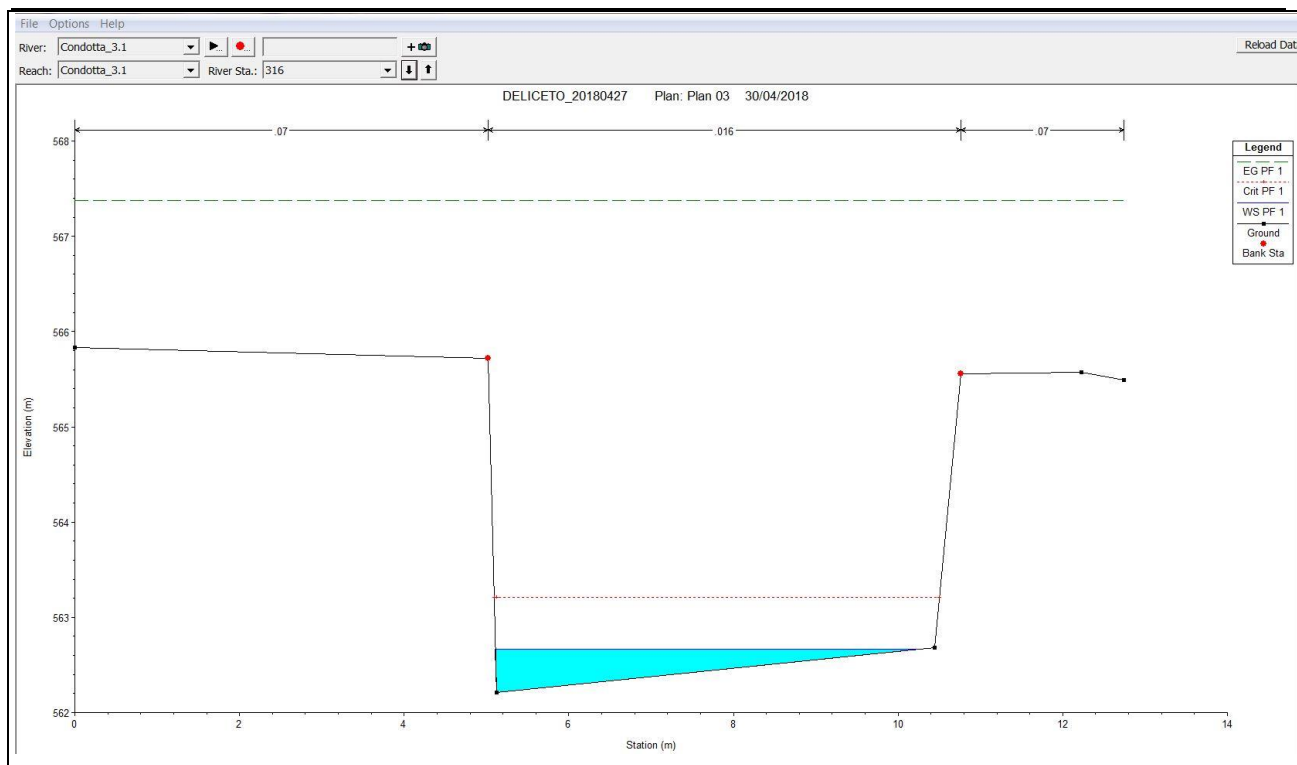 File Options Help
River: Condotta_3.1
Reload Data
Reach: Condotta_3.1 River Sta.: 316
DELICETO_20180427 Plan: Plan 03 30/04/2018
.07 .016 .07
Legend
EG PF 1
Crit PF 1
WS PF 1
Ground
Bank Sta
568
567
566
565
564
563
562
Elevation (m)
0 2 4 6 8 10 12 14
Station (m)